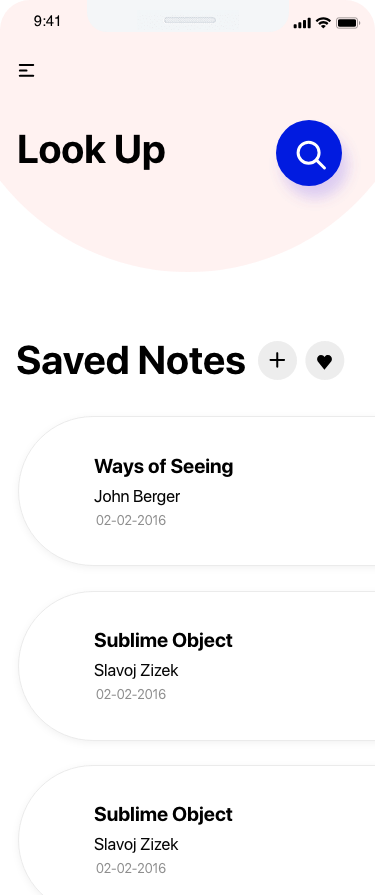 9:41
Look Up
Saved Notes
Ways of Seeing
John Berger
02-02-2016
Sublime Object
Slavoj Zizek
02-02-2016
Sublime Object
Slavoj Zizek
02-02-2016